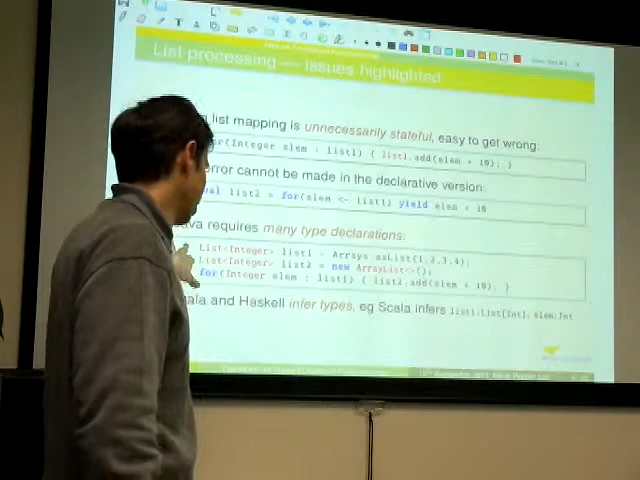 List processing — issues highlighted
list mapping is unnecessarily stateful, easy to get wrong:
(Integer elem : list1) { list1.add(elem + 10); }
error cannot be made in the declarative version:
val list2 = for(elem <- list1) yield elem + 10
ava requires many type declarations:
List<Integer> list1 = Arrays asList(1,2,3,4);
List<Integer> list2 = new ArrayList<>();
for(Integer elem : list1) { list2.add(elem + 10); }
ala and Haskell infer types, eg Scala infers list1:List[Int], elem:Int